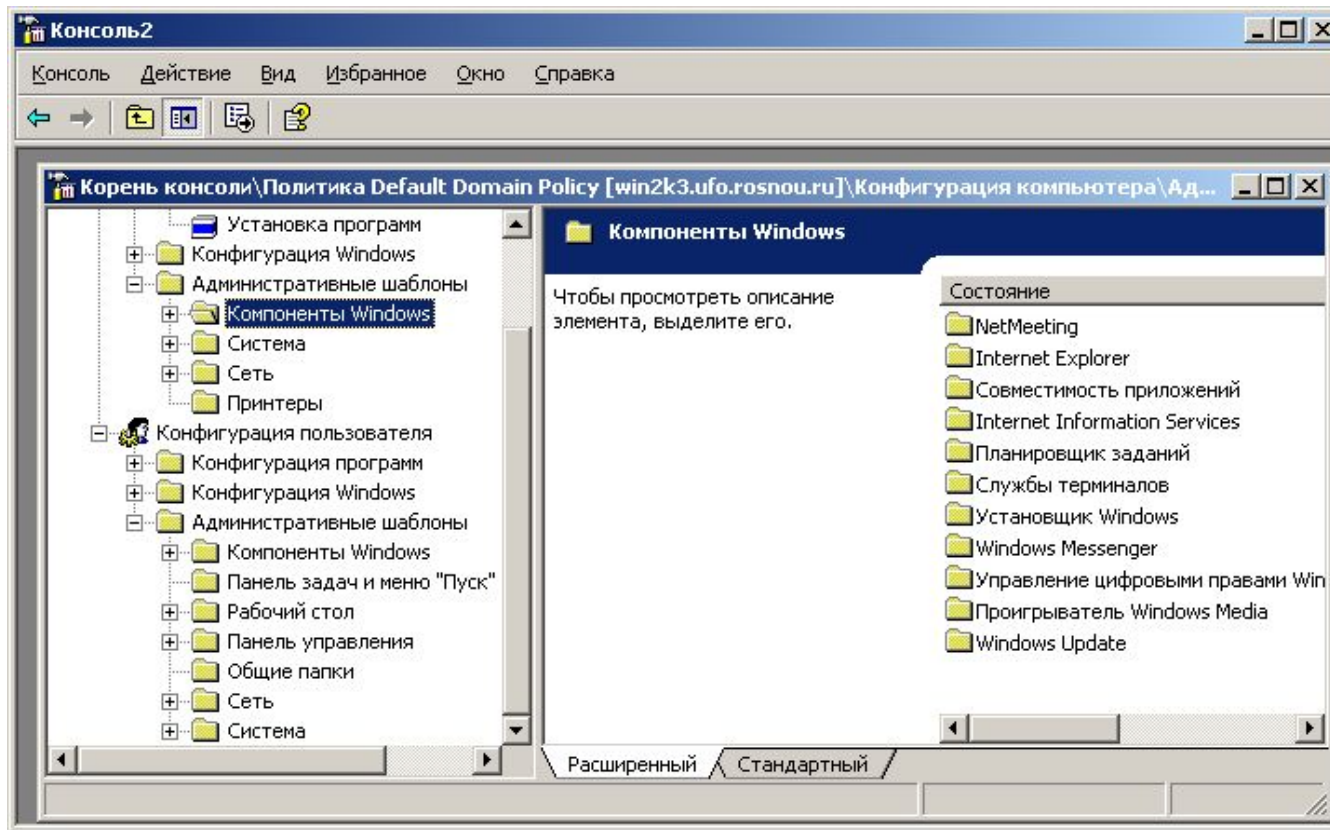 Консоль2
Консоль Действие Вид Избранное Окно Справка
Корень консоли\Политика Default Domain Policy [win2k3.ufo.rosnou.ru]\Конфигурация компьютера\Ад...
Установка программ
Конфигурация Windows
Административные шаблоны
Компоненты Windows
Система
Сеть
Принтеры
Конфигурация пользователя
Конфигурация программ
Конфигурация Windows
Административные шаблоны
Компоненты Windows
Панель задач и меню "Пуск"
Рабочий стол
Панель управления
Общие папки
Сеть
Система
Компоненты Windows
Чтобы просмотреть описание
элемента, выделите его.
Состояние
NetMeeting
Internet Explorer
Совместимость приложений
Internet Information Services
Планировщик заданий
Службы терминалов
Установщик Windows
Windows Messenger
Управление цифровыми правами Win
Проигрыватель Windows Media
Windows Update
Расширенный Стандартный